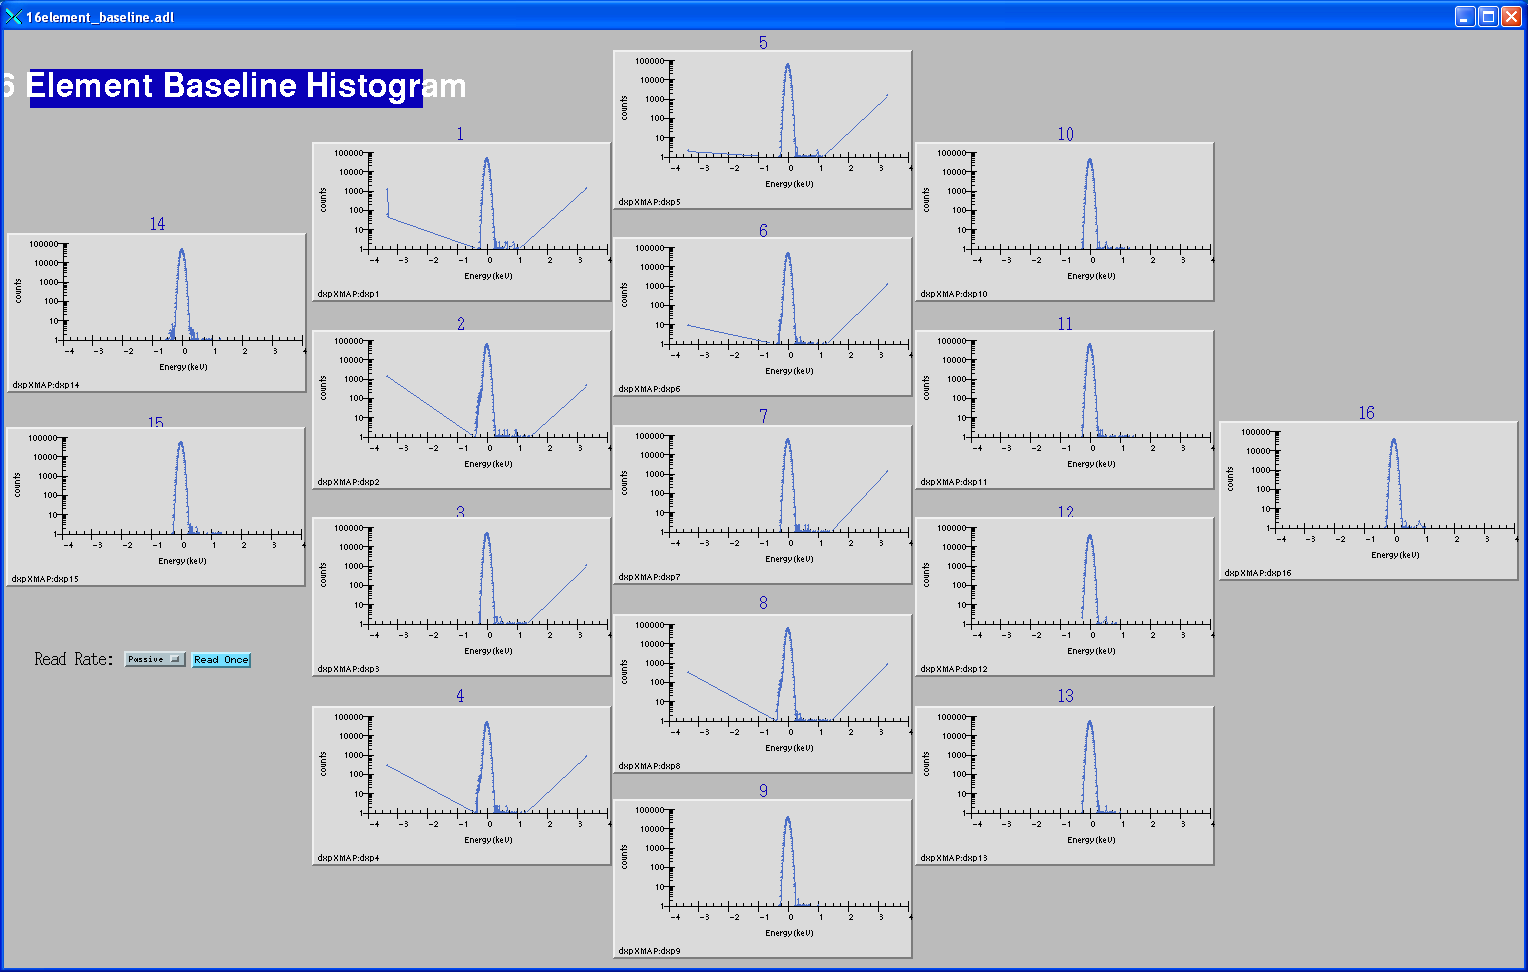 16element_baseline.adl
6 Element Baseline Histogram
5
100000
10000
1000
100
10
1
counts
-4 -3 -2 -1 0 1 2 3 4
Energy(keV)
dxpXMAP:dxp5
1
100000
10000
1000
100
10
1
counts
-4 -3 -2 -1 0 1 2 3 4
Energy(keV)
dxpXMAP:dxp1
10
100000
10000
1000
100
10
1
counts
-4 -3 -2 -1 0 1 2 3 4
Energy(keV)
dxpXMAP:dxp10
14
100000
10000
1000
100
10
1
counts
-4 -3 -2 -1 0 1 2 3 4
Energy(keV)
dxpXMAP:dxp14
6
100000
10000
1000
100
10
1
counts
-4 -3 -2 -1 0 1 2 3 4
Energy(keV)
dxpXMAP:dxp6
2
100000
10000
1000
100
10
1
counts
-4 -3 -2 -1 0 1 2 3 4
Energy(keV)
dxpXMAP:dxp2
11
100000
10000
1000
100
10
1
counts
-4 -3 -2 -1 0 1 2 3 4
Energy(keV)
dxpXMAP:dxp11
15
100000
10000
1000
100
10
1
counts
-4 -3 -2 -1 0 1 2 3 4
Energy(keV)
dxpXMAP:dxp15
7
100000
10000
1000
100
10
1
counts
-4 -3 -2 -1 0 1 2 3 4
Energy(keV)
dxpXMAP:dxp7
16
100000
10000
1000
100
10
1
counts
-4 -3 -2 -1 0 1 2 3 4
Energy(keV)
dxpXMAP:dxp16
3
100000
10000
1000
100
10
1
counts
-4 -3 -2 -1 0 1 2 3 4
Energy(keV)
dxpXMAP:dxp3
12
100000
10000
1000
100
10
1
counts
-4 -3 -2 -1 0 1 2 3 4
Energy(keV)
dxpXMAP:dxp12
Read Rate: Passive Read Once
8
100000
10000
1000
100
10
1
counts
-4 -3 -2 -1 0 1 2 3 4
Energy(keV)
dxpXMAP:dxp8
4
100000
10000
1000
100
10
1
counts
-4 -3 -2 -1 0 1 2 3 4
Energy(keV)
dxpXMAP:dxp4
13
100000
10000
1000
100
10
1
counts
-4 -3 -2 -1 0 1 2 3 4
Energy(keV)
dxpXMAP:dxp13
9
100000
10000
1000
100
10
1
counts
-4 -3 -2 -1 0 1 2 3 4
Energy(keV)
dxpXMAP:dxp9